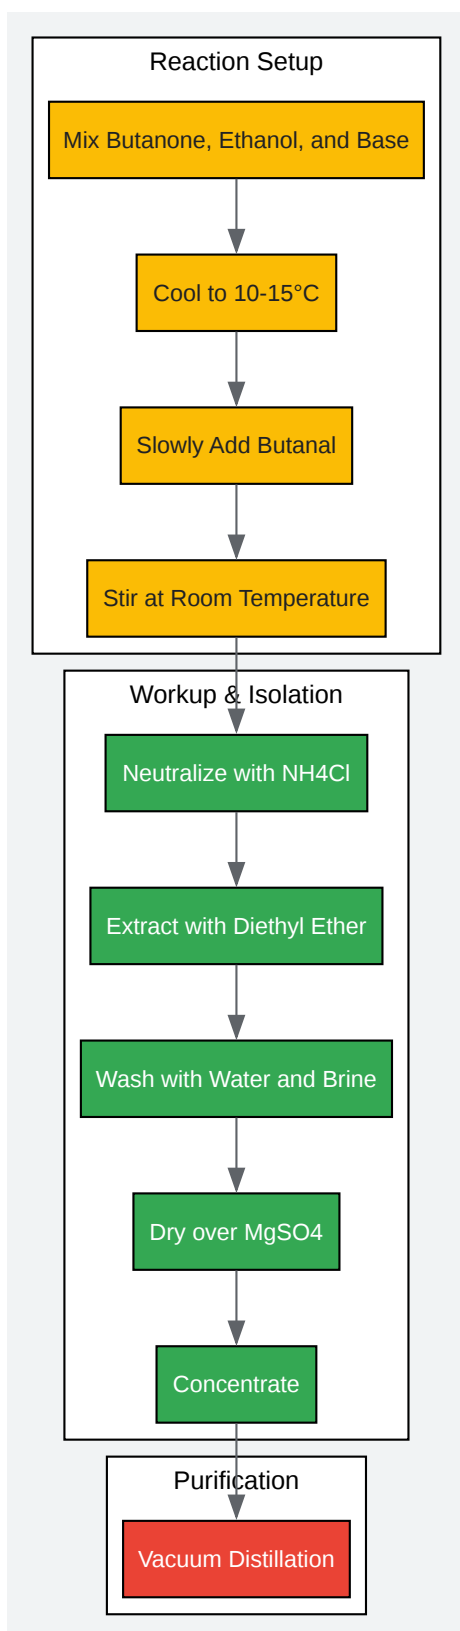 Reaction Setup
Mix Butanone, Ethanol, and Base
Cool to 10-15°C
Slowly Add Butanal
Stir at Room Temperature
Workup & Isolation
Neutralize with NH4Cl
Extract with Diethyl Ether
Wash with Water and Brine
Dry over MgSO4
Concentrate
Purification
Vacuum Distillation